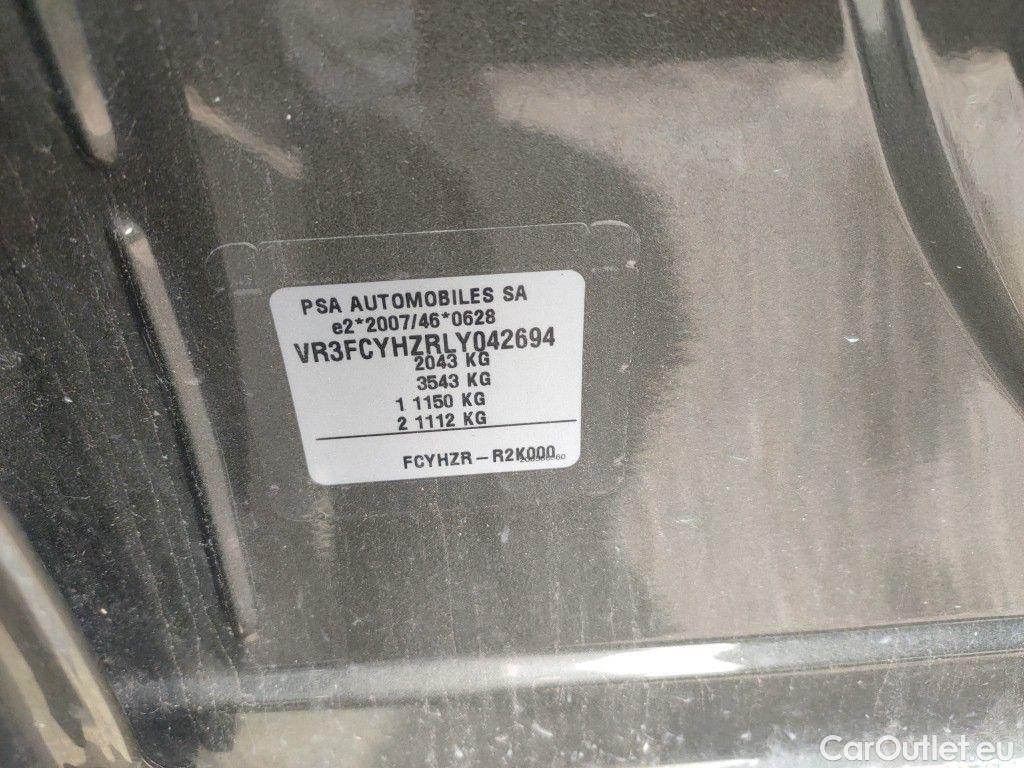 PSA AUTOMOBILES SA
e2*2007/46*0628
VR3FCYHZRLY042694
2043 KG
3543 KG
1 1150 KG
2 1112 KG
FCYHZR - R2K000
CarOutlet.eu